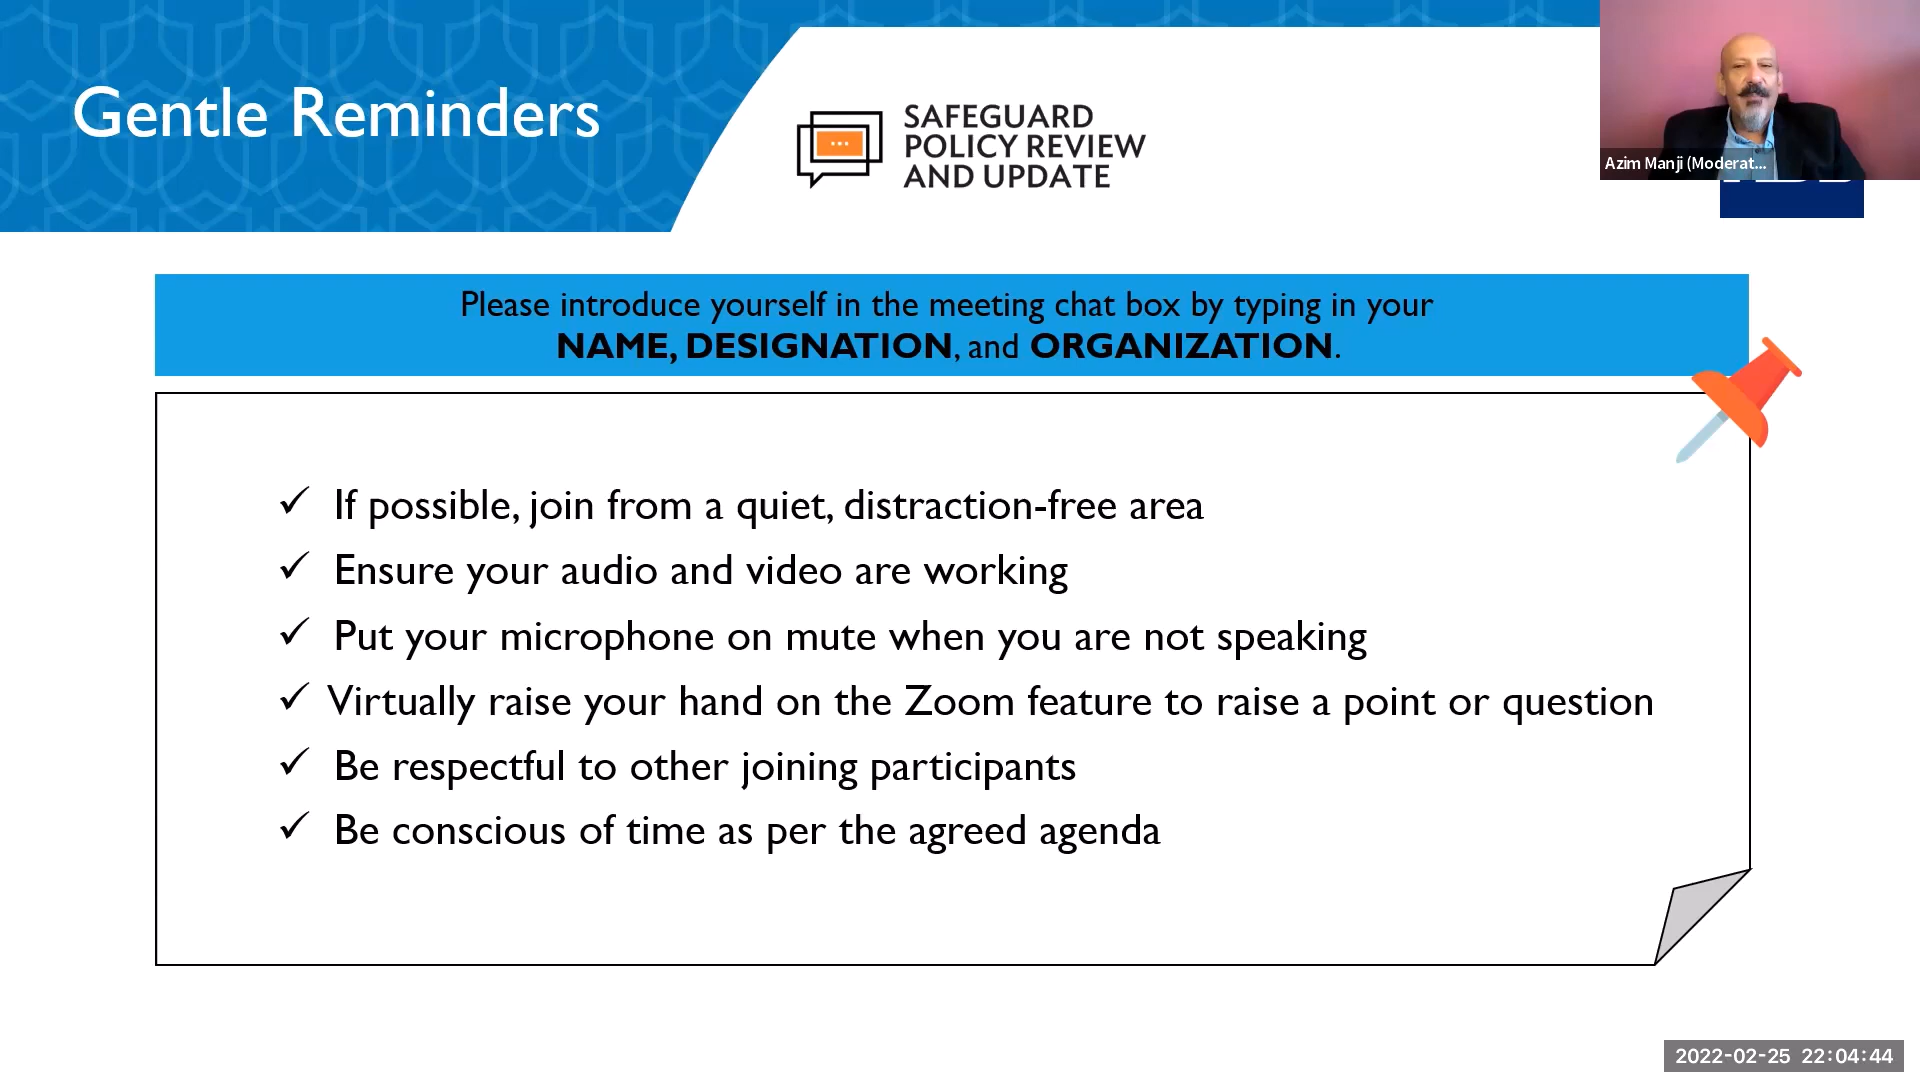 Gentle Reminders
SAFEGUARD
POLICY REVIEW
AND UPDATE
Azim Manji (Moderat...
Please introduce yourself in the meeting chat box by typing in your
NAME, DESIGNATION, and ORGANIZATION.
✓ If possible, join from a quiet, distraction-free area
✓ Ensure your audio and video are working
✓ Put your microphone on mute when you are not speaking
✓ Virtually raise your hand on the Zoom feature to raise a point or question
✓ Be respectful to other joining participants
✓ Be conscious of time as per the agreed agenda
2022-02-25 22:04:44